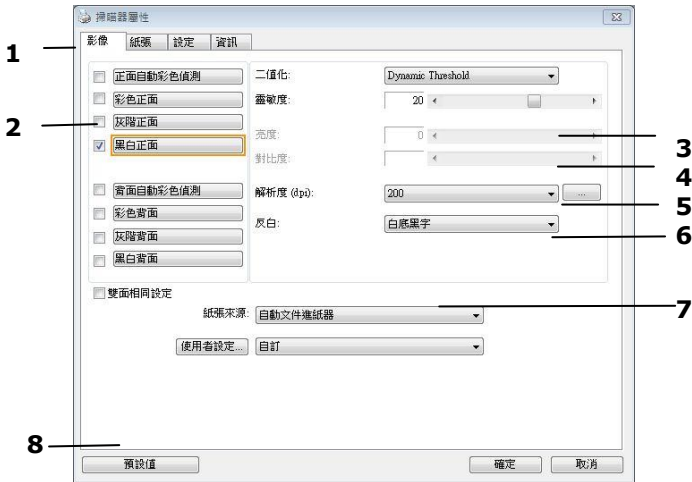 掃瞄器屬性
影像 紙張 設定 資訊
1
正面自動彩色偵測
彩色正面
灰階正面
黑白正面
2
背面自動彩色偵測
彩色背面
灰階背面
黑白背面
二值化: Dynamic Threshold
靈敏度: 20
亮度: 0
對比度:
解析度 (dpi): 200 ...
反白: 白底黑字
3
4
5
6
雙面相同設定
紙張來源: 自動文件進紙器
7
使用者設定... 自訂
8
預設值 確定 取消